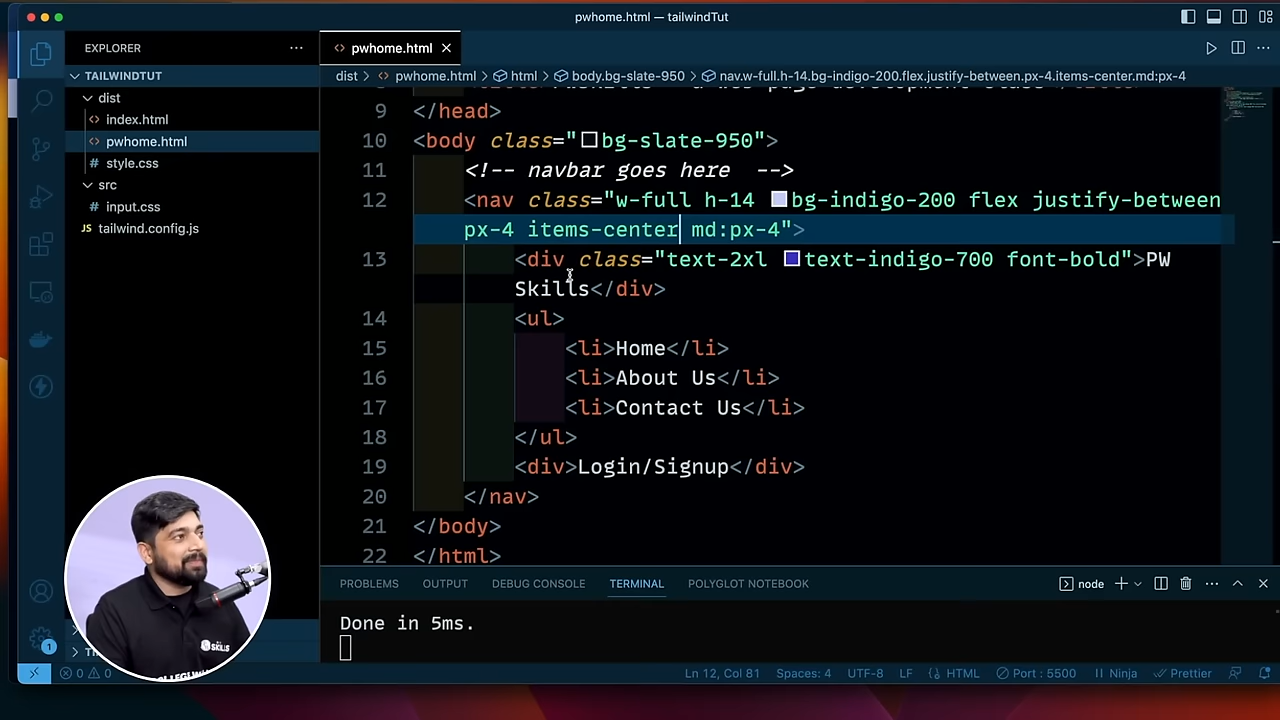 pwhome.html — tailwindTut
EXPLORER
pwhome.html
TAILWINDTUT
dist
index.html
pwhome.html
style.css
src
input.css
JS tailwind.config.js
dist > pwhome.html > html > body.bg-slate-950 > nav.w-full.h-14.bg-indigo-200.flex.justify-between.px-4.items-center.md:px-4
9 </head>
10 <body class="bg-slate-950">
11 <!-- navbar goes here -->
12 <nav class="w-full h-14 bg-indigo-200 flex justify-between
px-4 items-center md:px-4">
13 <div class="text-2xl text-indigo-700 font-bold">PW
Skills</div>
14 <ul>
15 <li>Home</li>
16 <li>About Us</li>
17 <li>Contact Us</li>
18 </ul>
19 <div>Login/Signup</div>
20 </nav>
21 </body>
22 </html>
PROBLEMS OUTPUT DEBUG CONSOLE TERMINAL POLYGLOT NOTEBOOK
node
Done in 5ms.
0 0
1
Ln 12, Col 81 Spaces: 4 UTF-8 LF HTML Port : 5500 Ninja Prettier
SKILLS